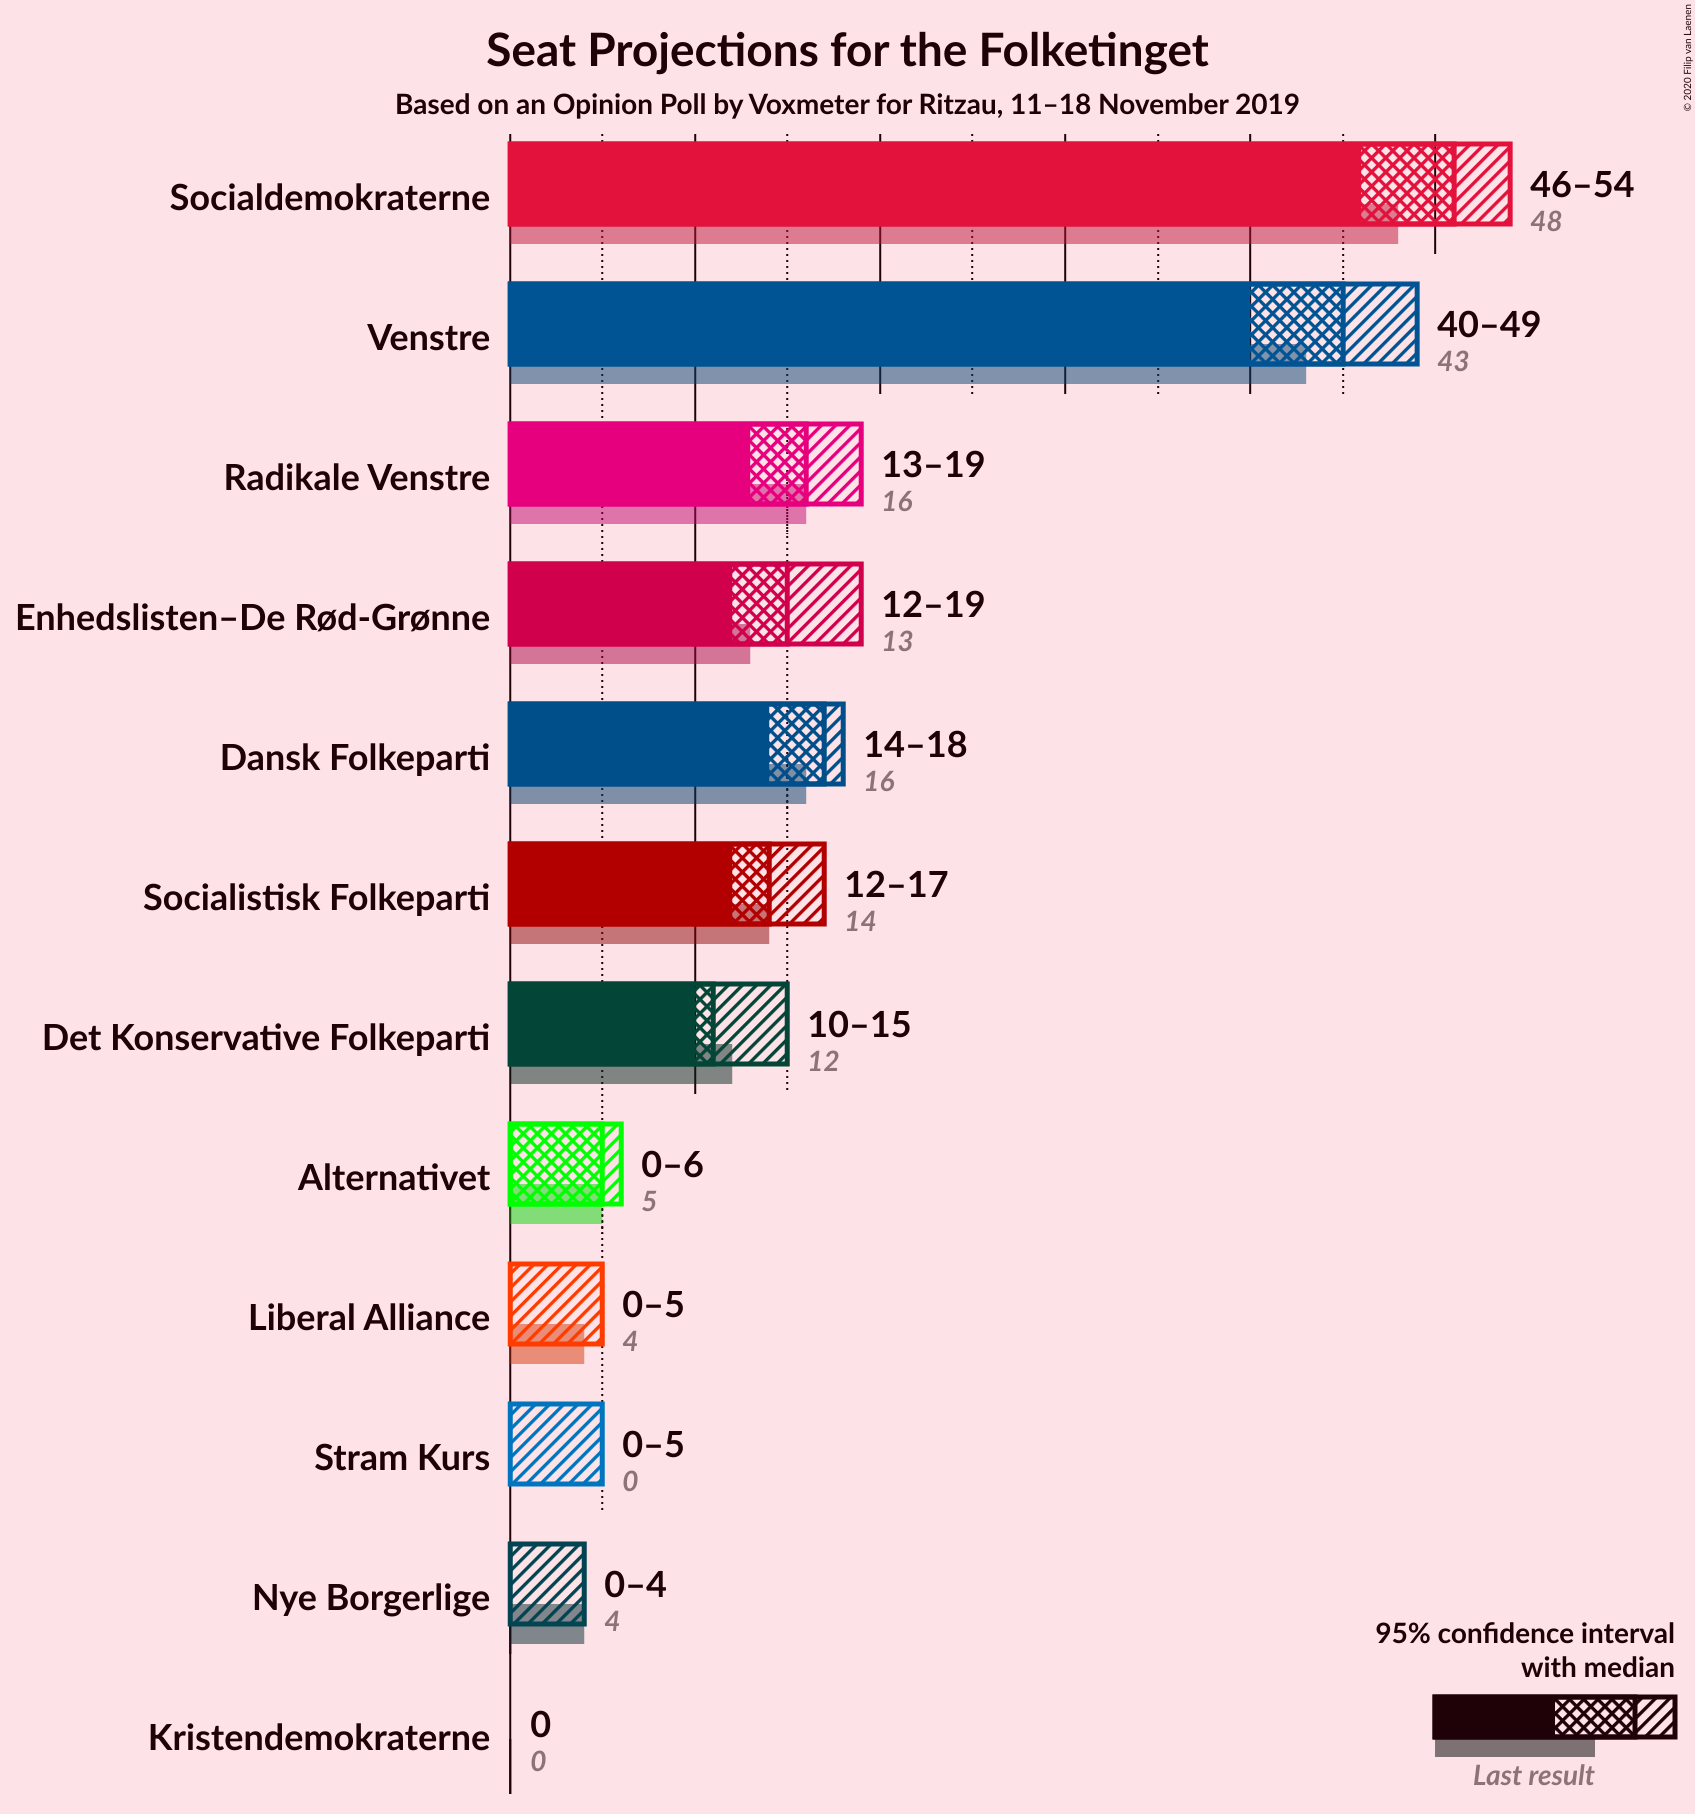 Seat Projections for the Folketinget
Based on an Opinion Poll by Voxmeter for Ritzau, 11–18 November 2019
© 2020 Filip van Laenen
Socialdemokraterne
46–54
48
Venstre
40–49
43
Radikale Venstre
13–19
16
Enhedslisten–De Rød-Grønne
12–19
13
Dansk Folkeparti
14–18
16
Socialistisk Folkeparti
12–17
14
Det Konservative Folkeparti
10–15
12
Alternativet
0–6
5
Liberal Alliance
0–5
4
Stram Kurs
0–5
0
Nye Borgerlige
0–4
4
Kristendemokraterne
0
0
95% confidence interval
with median
Last result